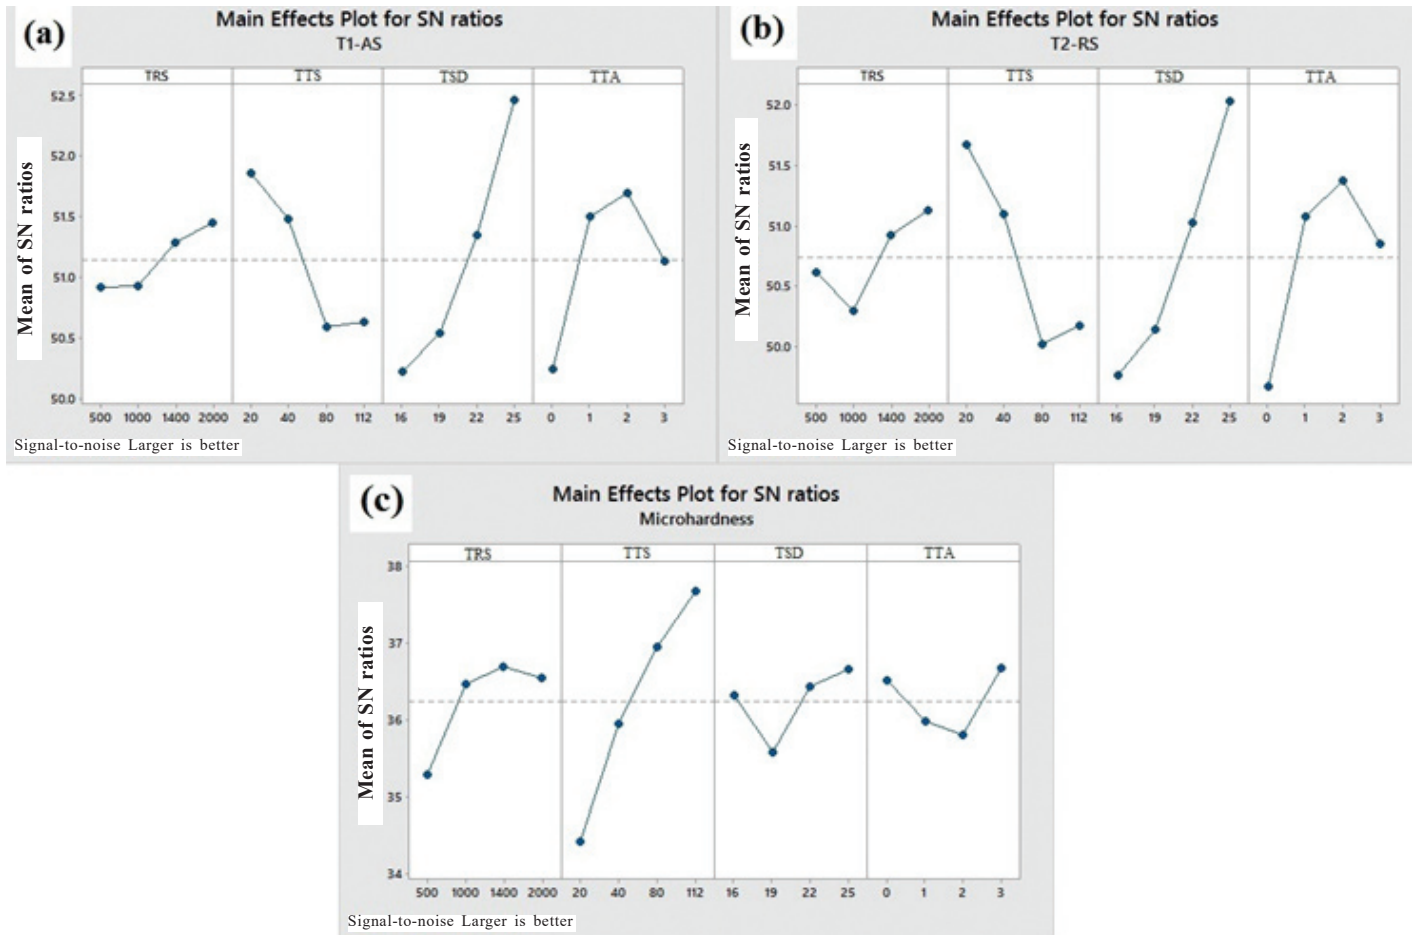 (a)
Main Effects Plot for SN ratios
T1-AS
TRS TTS TSD TTA
Mean of SN ratios
52.5
52.0
51.5
51.0
50.5
50.0
500 1000 1400 2000 20 40 80 112 16 19 22 25 0 1 2 3
Signal-to-noise Larger is better
(b)
Main Effects Plot for SN ratios
T2-RS
TRS TTS TSD TTA
Mean of SN ratios
52.0
51.5
51.0
50.5
50.0
500 1000 1400 2000 20 40 80 112 16 19 22 25 0 1 2 3
Signal-to-noise Larger is better
(c)
Main Effects Plot for SN ratios
Microhardness
TRS TTS TSD TTA
Mean of SN ratios
38
37
36
35
34
500 1000 1400 2000 20 40 80 112 16 19 22 25 0 1 2 3
Signal-to-noise Larger is better